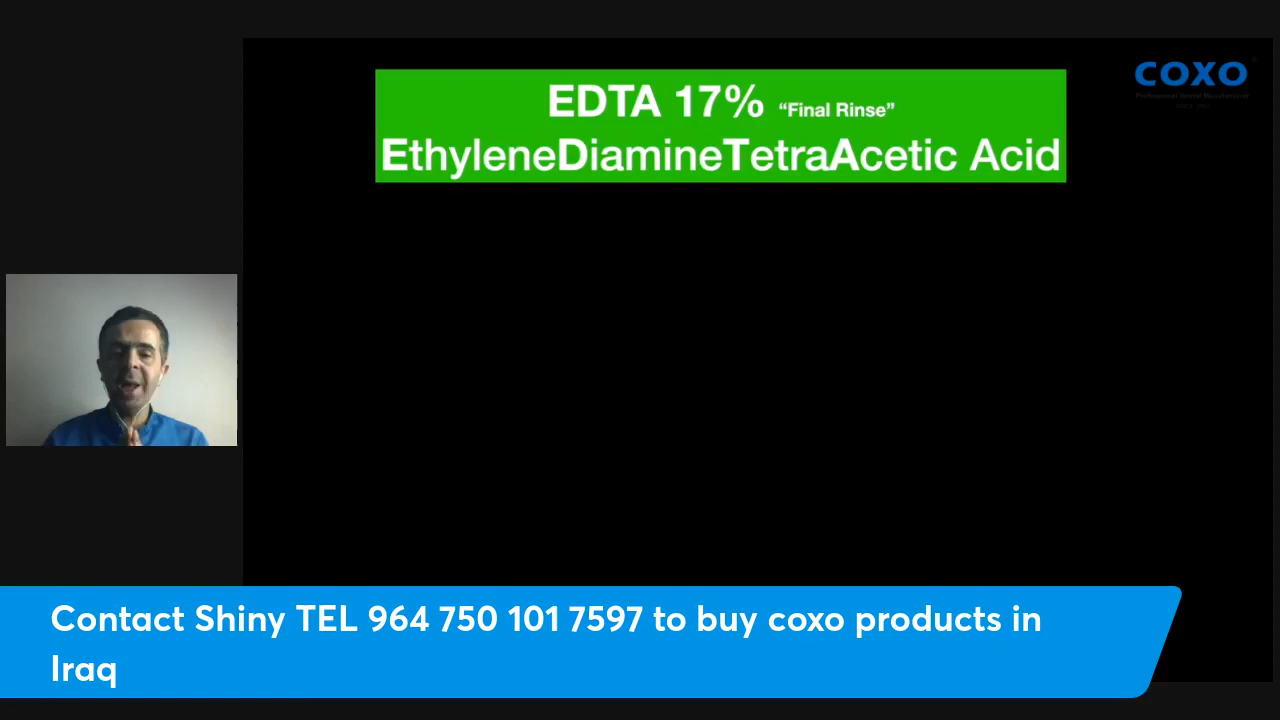 EDTA 17% “Final Rinse”
EthyleneDiamineTetraAcetic Acid
COXO
Contact Shiny TEL 964 750 101 7597 to buy coxo products in
Iraq